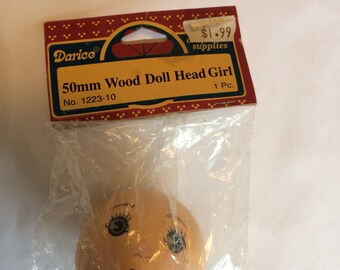 Darice
$1.99
supplies
50mm Wood Doll Head Girl
No. 1223-10
1 Pc.